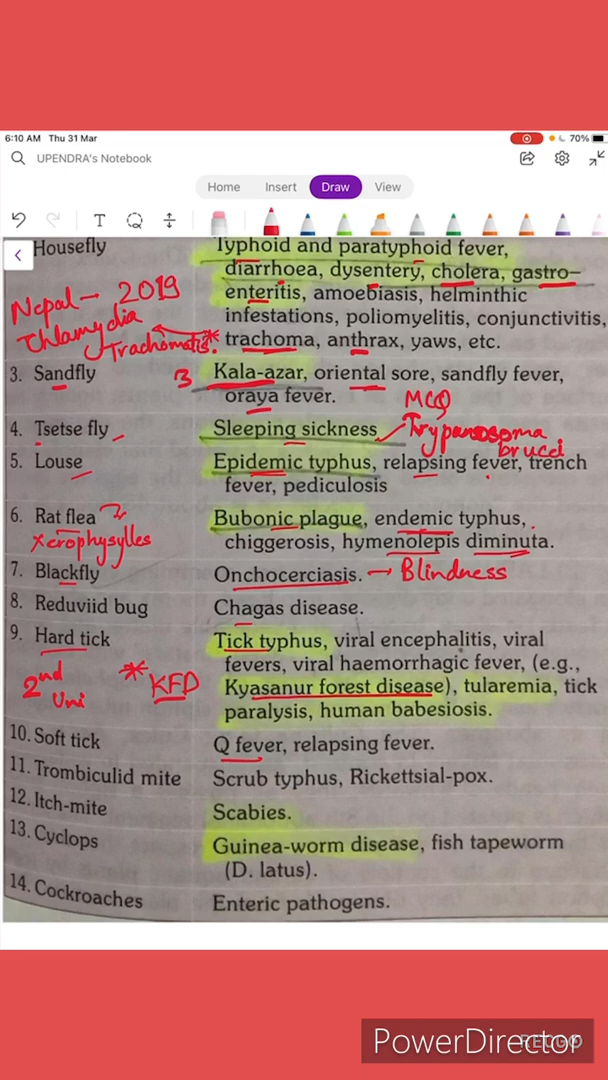 6:10 AM Thu 31 Mar
70%
UPENDRA's Notebook
Home Insert Draw View
T
Housefly
Typhoid and paratyphoid fever,
diarrhoea, dysentery, cholera, gastro-
enteritis, amoebiasis, helminthic
infestations, poliomyelitis, conjunctivitis,
trachoma, anthrax, yaws, etc.
Nepal - 2019
Chlamydia
Trachomatis. *
3. Sandfly
3 Kala-azar, oriental sore, sandfly fever,
oraya fever.
MCQ
4. Tsetse fly
Sleeping sickness Trypanosoma
brucei
5. Louse
Epidemic typhus, relapsing fever, trench
fever, pediculosis
6. Rat flea
Xerophysylles
Bubonic plague, endemic typhus,
chiggerosis, hymenolepis diminuta.
7. Blackfly
Onchocerciasis. → Blindness
8. Reduviid bug
Chagas disease.
9. Hard tick
Tick typhus, viral encephalitis, viral
fevers, viral haemorrhagic fever, (e.g.,
Kyasanur forest disease), tularemia, tick
paralysis, human babesiosis.
2nd
Uni
* KFD
10. Soft tick
Q fever, relapsing fever.
11. Trombiculid mite
Scrub typhus, Rickettsial-pox.
12. Itch-mite
Scabies.
13. Cyclops
Guinea-worm disease, fish tapeworm
(D. latus).
14. Cockroaches
Enteric pathogens.
PowerDirector